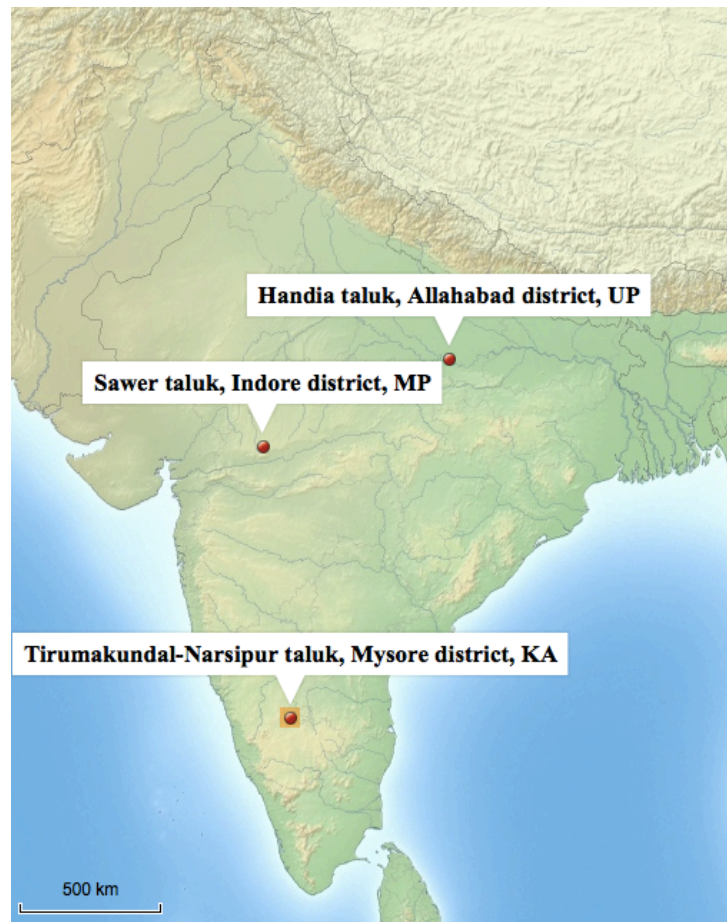 Handia taluk, Allahabad district, UP
Sawer taluk, Indore district, MP
Tirumakundal-Narsipur taluk, Mysore district, KA
500 km